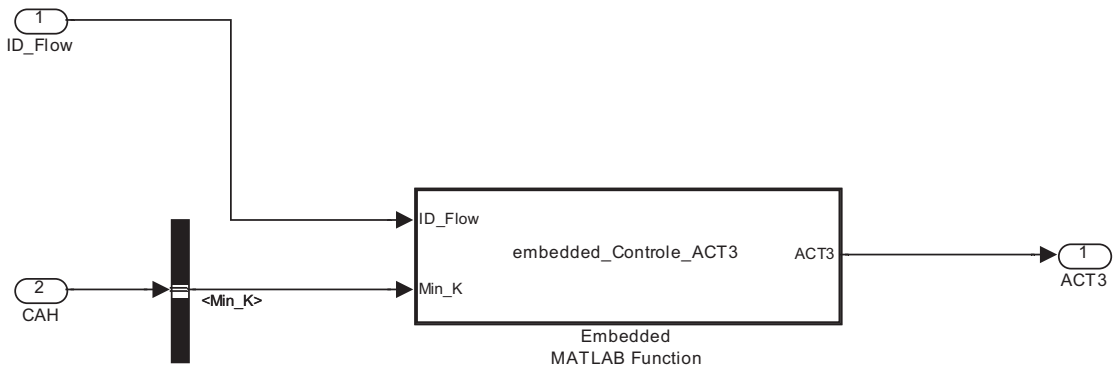 1
ID_Flow
ID_Flow
embedded_Controle_ACT3
ACT3
1
ACT3
2
CAH
<Min_K>
Min_K
Embedded
MATLAB Function